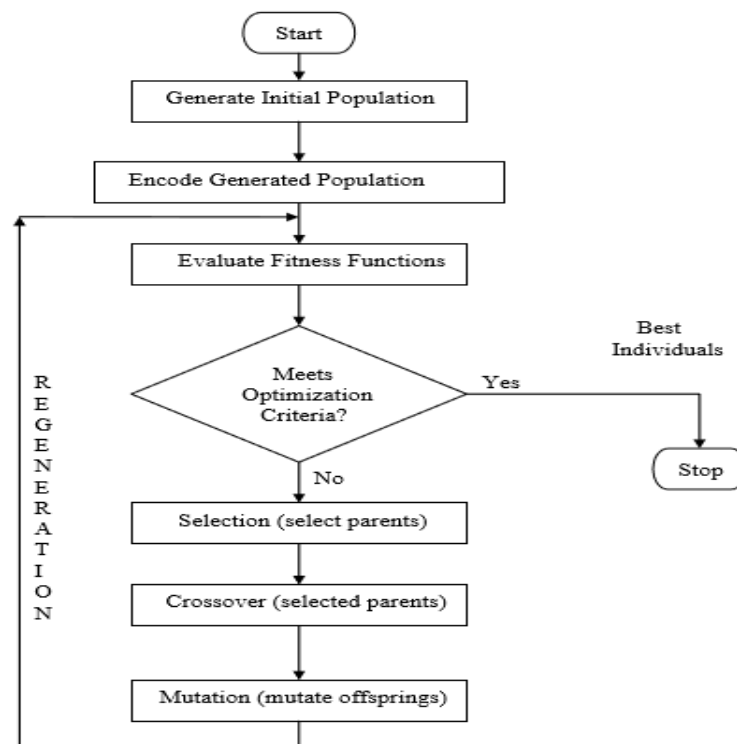 Start
Generate Initial Population
Encode Generated Population
Evaluate Fitness Functions
Best
Individuals
Meets
Optimization
Criteria?
Yes
Stop
No
Selection (select parents)
Crossover (selected parents)
Mutation (mutate offsprings)
REGENERATION